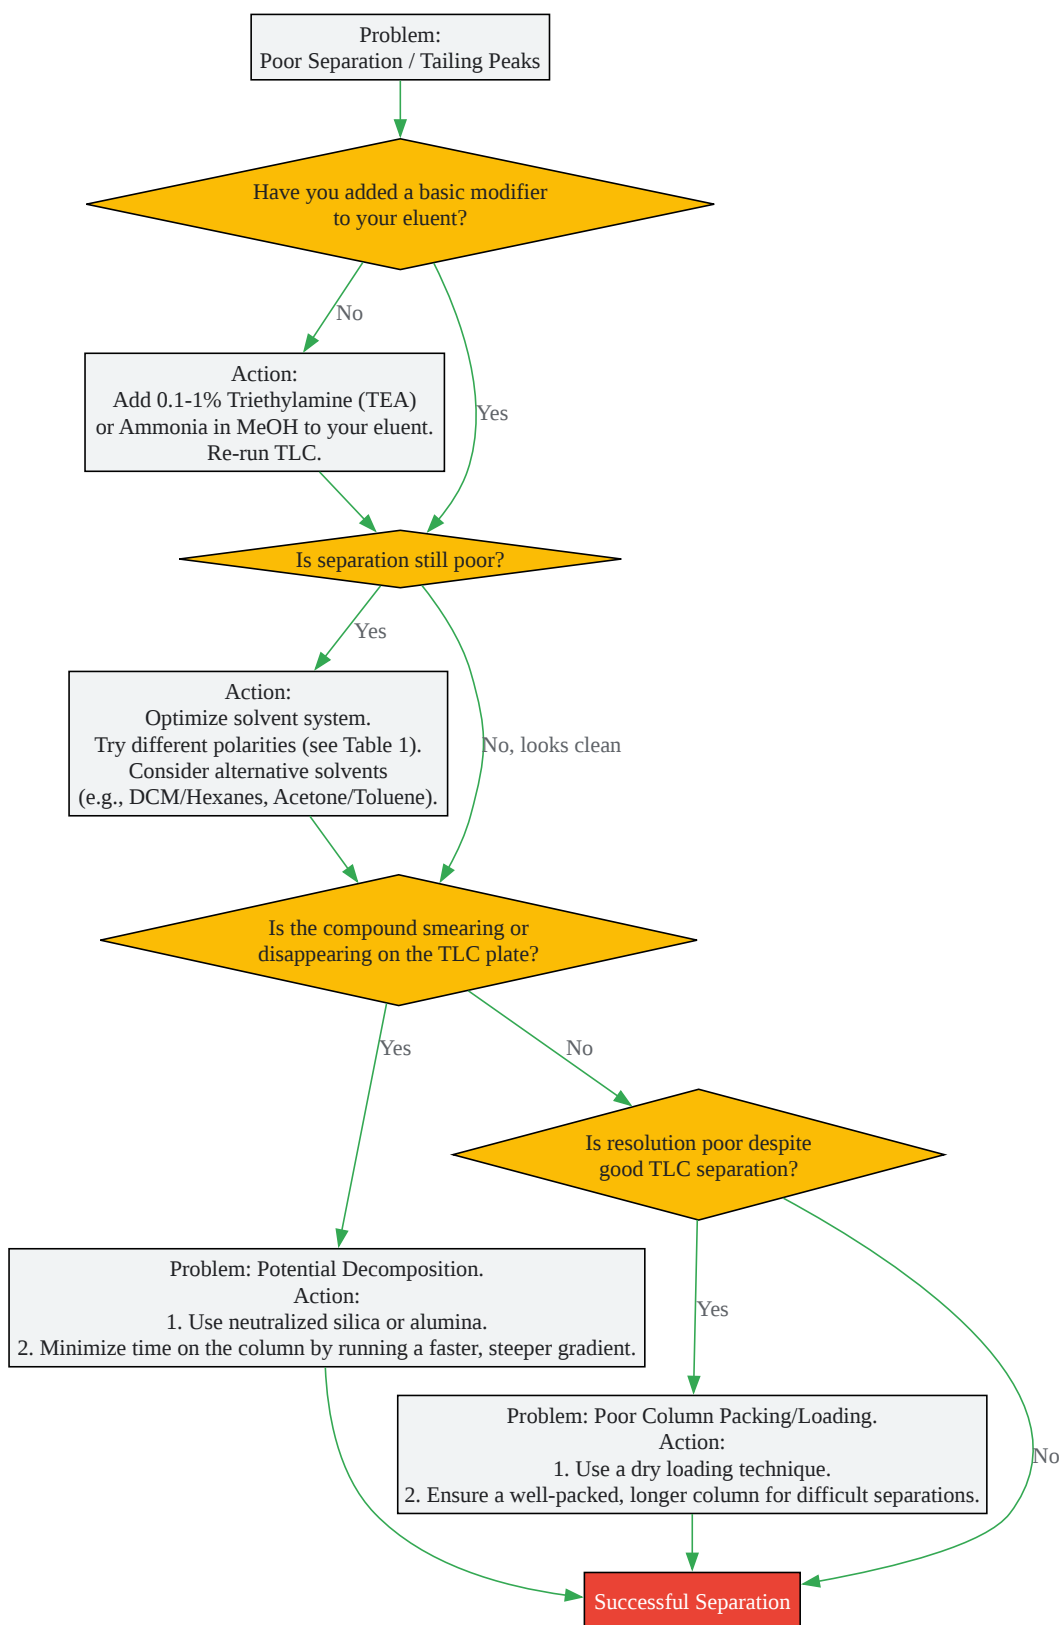 Problem:
Poor Separation / Tailing Peaks
Have you added a basic modifier
to your eluent?
No
Action:
Add 0.1-1% Triethylamine (TEA)
or Ammonia in MeOH to your eluent.
Re-run TLC.
Yes
Is separation still poor?
Yes
Action:
Optimize solvent system.
Try different polarities (see Table 1).
Consider alternative solvents
(e.g., DCM/Hexanes, Acetone/Toluene).
No, looks clean
Is the compound smearing or
disappearing on the TLC plate?
Yes
No
Is resolution poor despite
good TLC separation?
Problem: Potential Decomposition.
Action:
1. Use neutralized silica or alumina.
2. Minimize time on the column by running a faster, steeper gradient.
Yes
Problem: Poor Column Packing/Loading.
Action:
1. Use a dry loading technique.
2. Ensure a well-packed, longer column for difficult separations.
No
Successful Separation